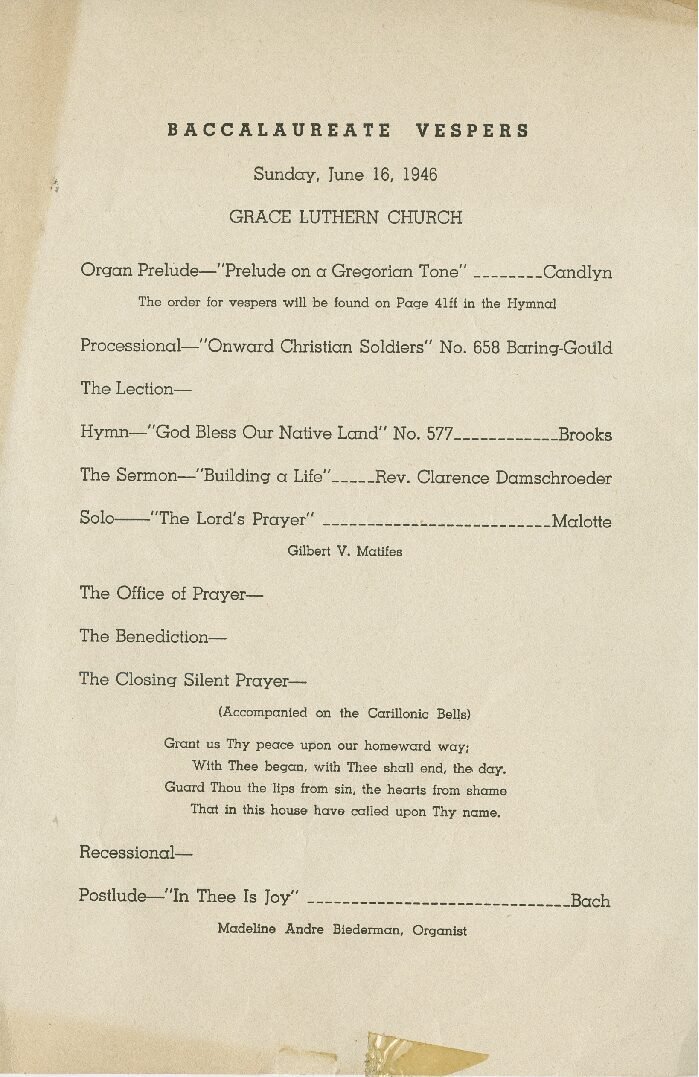 BACCALAUREATE VESPERS
Sunday, June 16, 1946
GRACE LUTHERN CHURCH
Organ Prelude—"Prelude on a Gregorian Tone" ________Candlyn
The order for vespers will be found on Page 41ff in the Hymnal
Processional—"Onward Christian Soldiers" No. 658 Baring-Gould
The Lection—
Hymn—"God Bless Our Native Land" No. 577____________Brooks
The Sermon—"Building a Life"_____Rev. Clarence Damschroeder
Solo——"The Lord's Prayer" __________________________Malotte
Gilbert V. Matifes
The Office of Prayer—
The Benediction—
The Closing Silent Prayer—
(Accompanied on the Carillonic Bells)
Grant us Thy peace upon our homeward way;
With Thee began, with Thee shall end, the day.
Guard Thou the lips from sin, the hearts from shame
That in this house have called upon Thy name.
Recessional—
Postlude—"In Thee Is Joy" ______________________________Bach
Madeline Andre Biederman, Organist